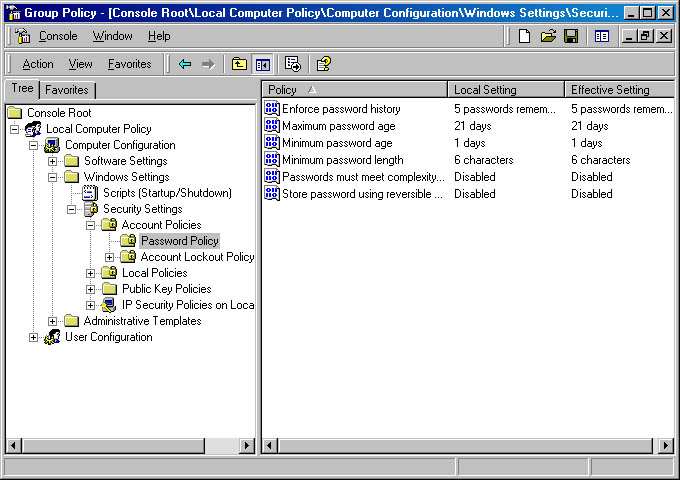 Group Policy - [Console Root\Local Computer Policy\Computer Configuration\Windows Settings\Securi...
Console Window Help
Action View Favorites
Tree Favorites
Console Root
Local Computer Policy
Computer Configuration
Software Settings
Windows Settings
Scripts (Startup/Shutdown)
Security Settings
Account Policies
Password Policy
Account Lockout Policy
Local Policies
Public Key Policies
IP Security Policies on Loca
Administrative Templates
User Configuration
Policy Local Setting Effective Setting
Enforce password history 5 passwords remem... 5 passwords remem...
Maximum password age 21 days 21 days
Minimum password age 1 days 1 days
Minimum password length 6 characters 6 characters
Passwords must meet complexity... Disabled Disabled
Store password using reversible ... Disabled Disabled